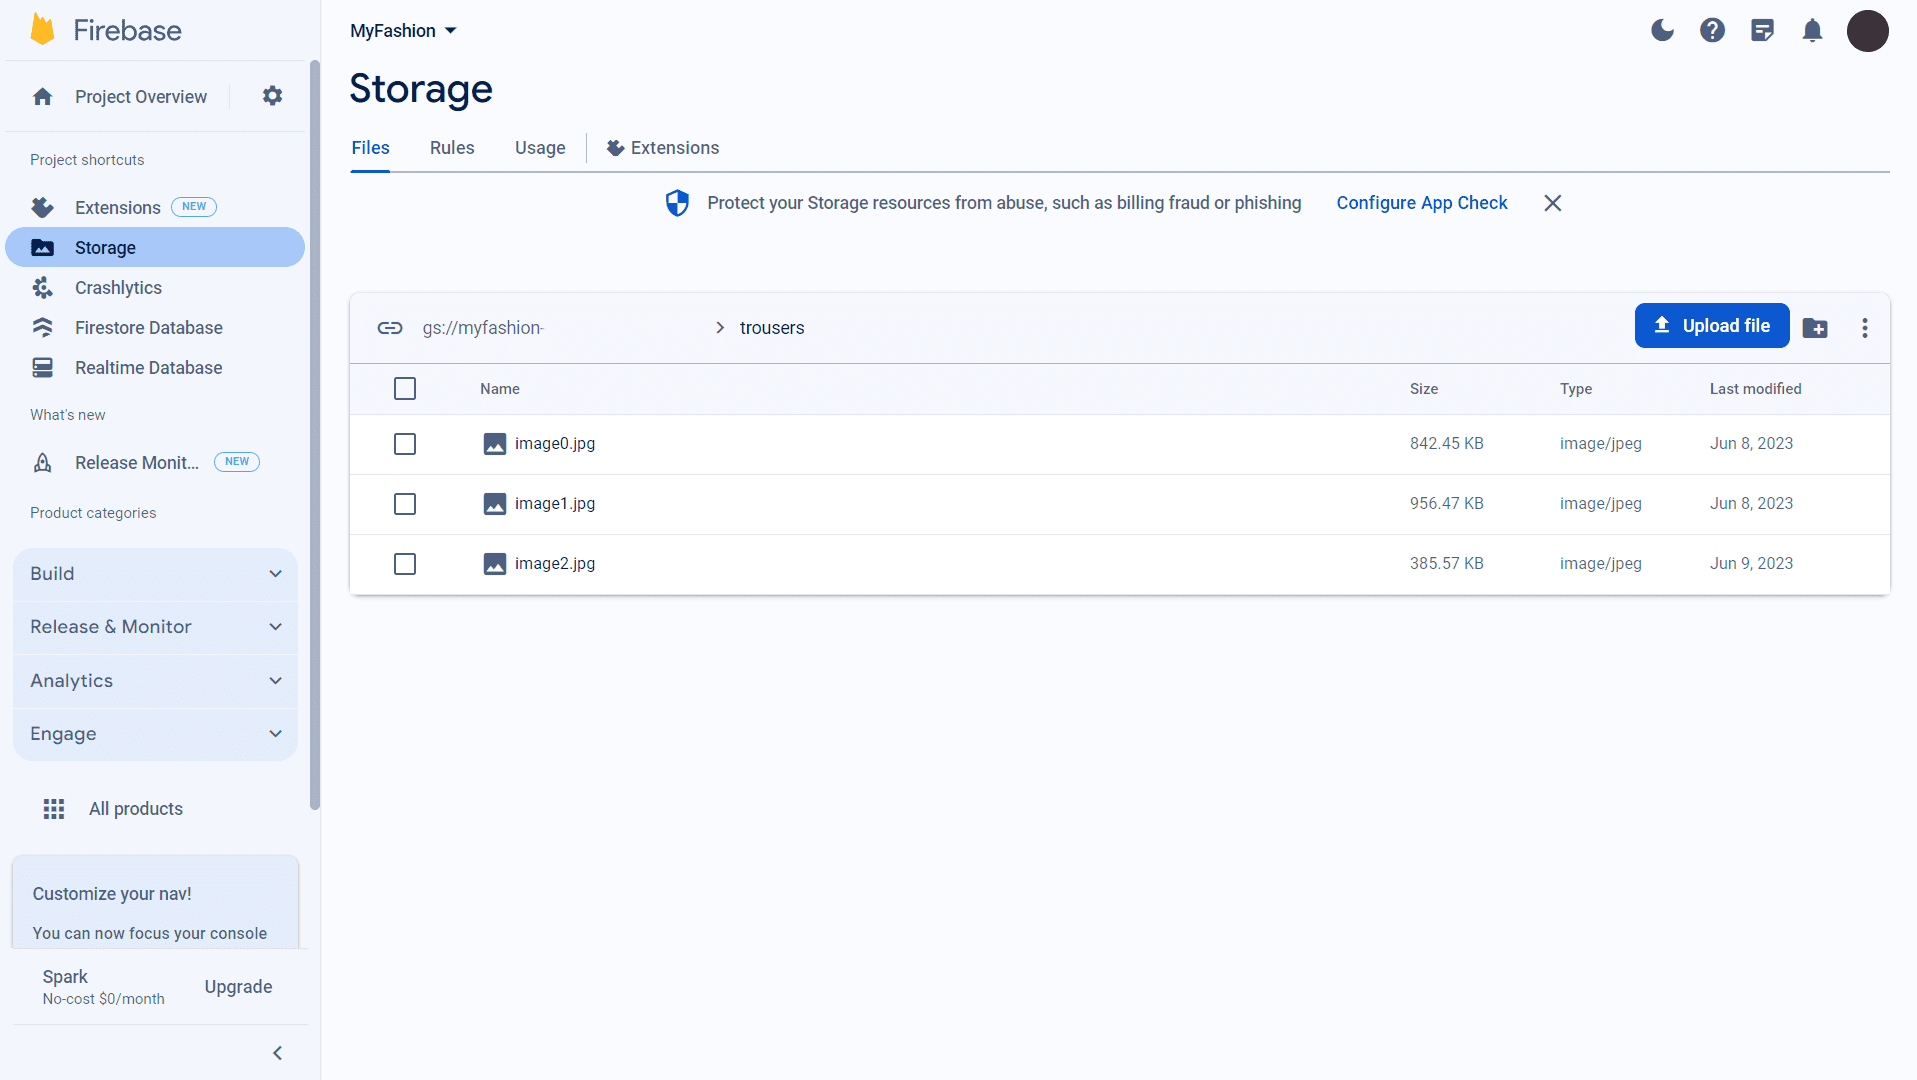 Firebase
Project Overview
Project shortcuts
Extensions NEW
Storage
Crashlytics
Firestore Database
Realtime Database
What's new
Release Monit... NEW
Product categories
Build
Release & Monitor
Analytics
Engage
All products
Customize your nav!
You can now focus your console
Spark
No-cost $0/month
Upgrade
MyFashion
Storage
Files Rules Usage Extensions
Protect your Storage resources from abuse, such as billing fraud or phishing Configure App Check
gs://myfashion- trousers Upload file
Name Size Type Last modified
image0.jpg 842.45 KB image/jpeg Jun 8, 2023
image1.jpg 956.47 KB image/jpeg Jun 8, 2023
image2.jpg 385.57 KB image/jpeg Jun 9, 2023